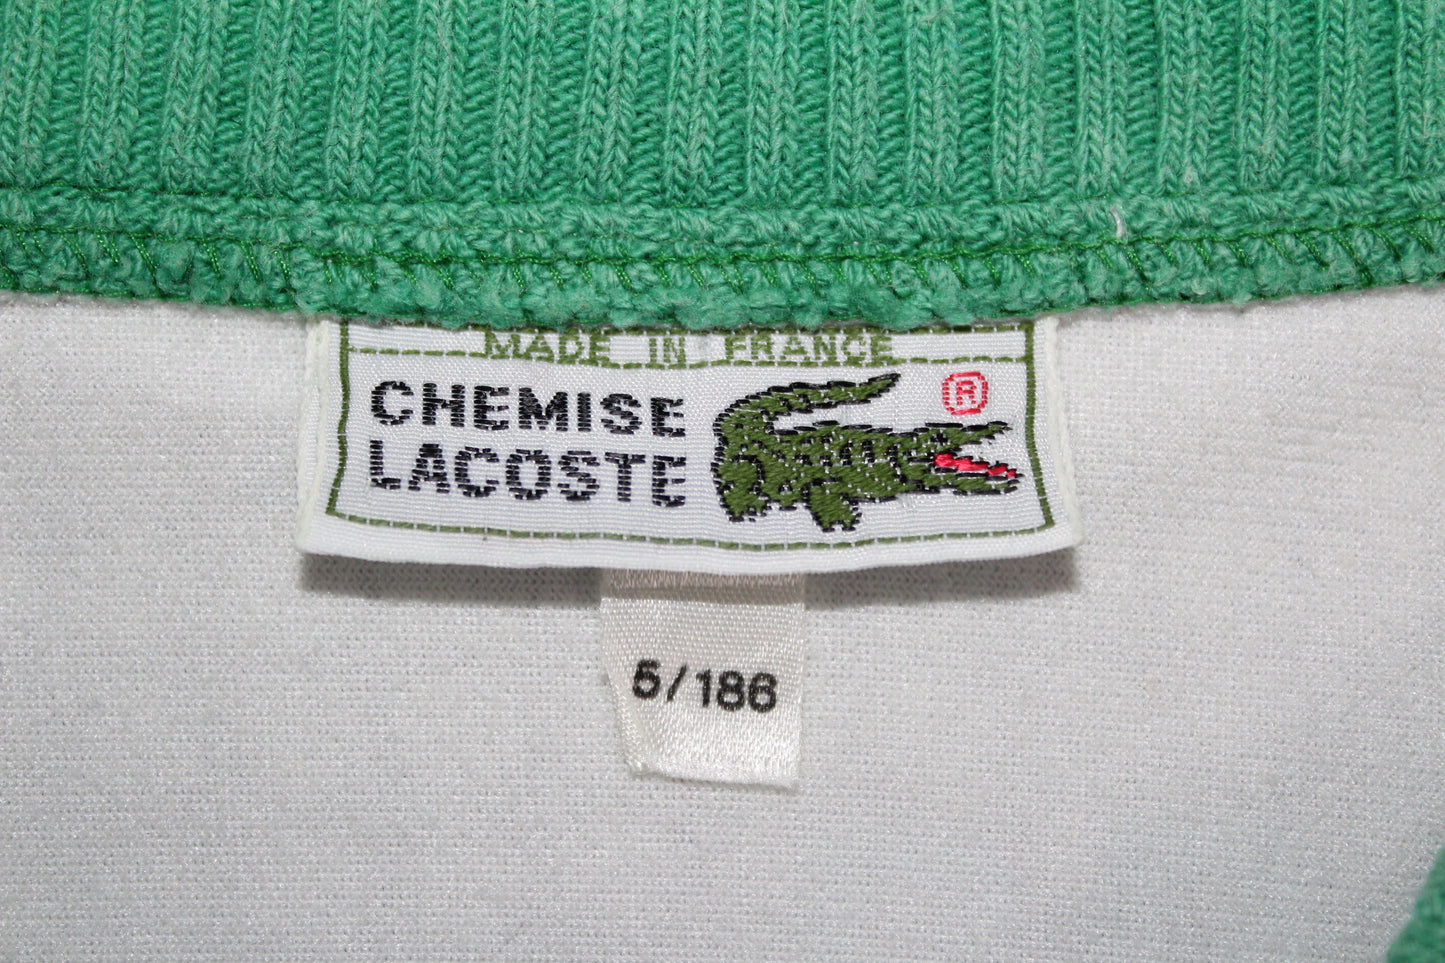 MADE IN FRANCE
CHEMISE
LACOSTE
®
5/186